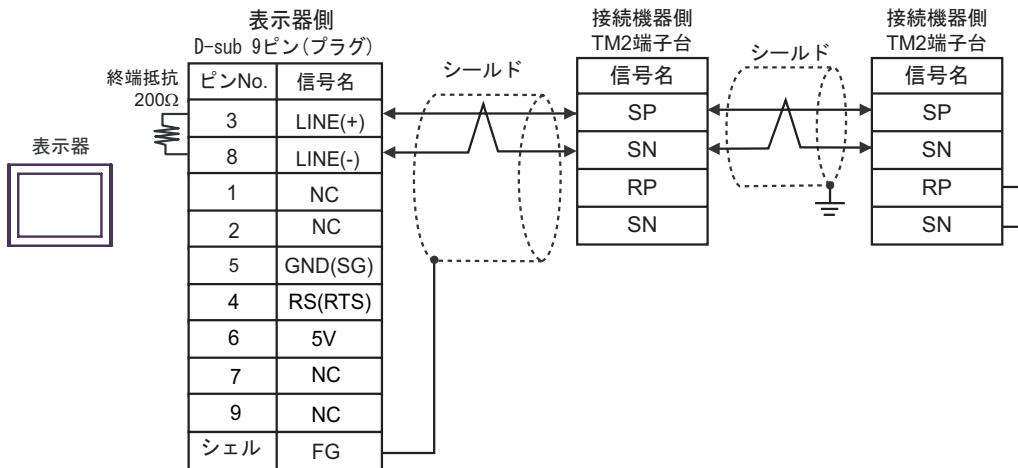 表示器側
D-sub 9ピン(プラグ)
終端抵抗
200Ω
表示器
ピンNo. 信号名
3 LINE(+)
8 LINE(-)
1 NC
2 NC
5 GND(SG)
4 RS(RTS)
6 5V
7 NC
9 NC
シェル FG
シールド
接続機器側
TM2端子台
信号名
SP
SN
RP
SN
シールド
接続機器側
TM2端子台
信号名
SP
SN
RP
SN